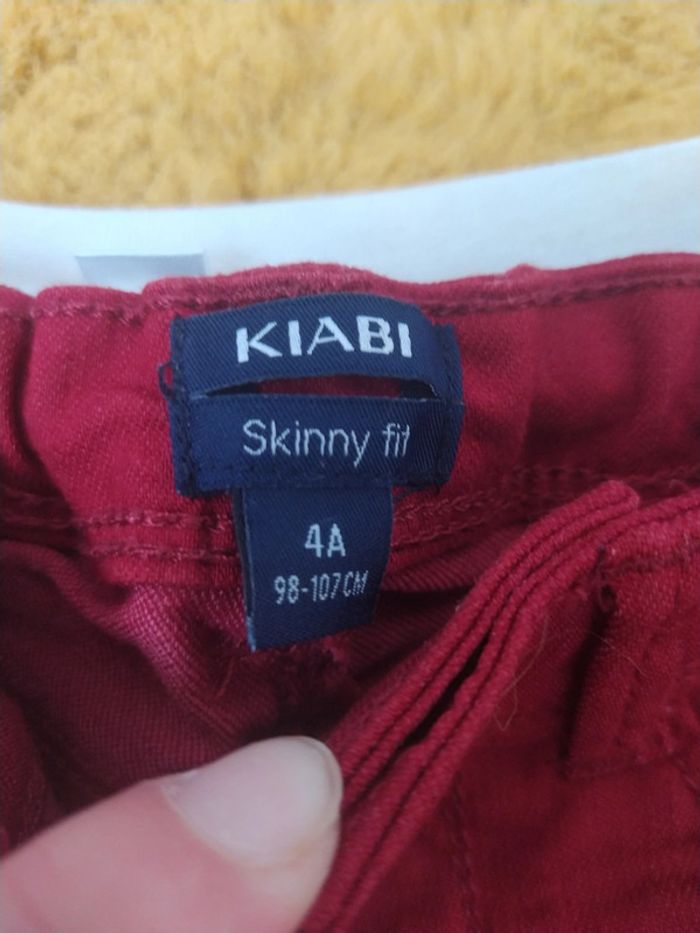 KIABI
Skinny fit
4A
98-107CM